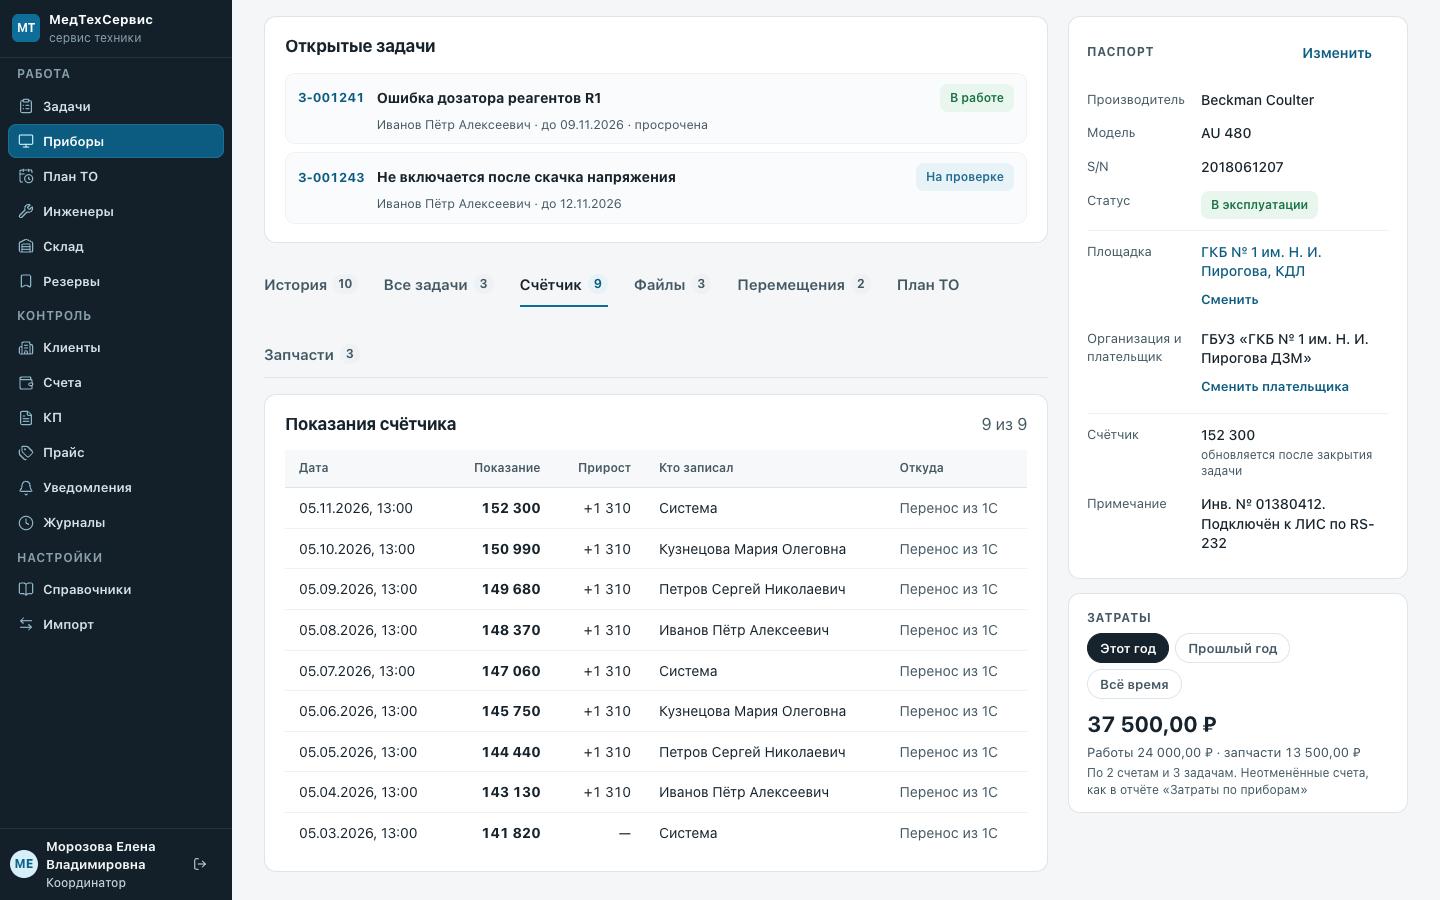 МТ
МедТехСервис
сервис техники
РАБОТА
Задачи
Приборы
План ТО
Инженеры
Склад
Резервы
КОНТРОЛЬ
Клиенты
Счета
КП
Прайс
Уведомления
Журналы
НАСТРОЙКИ
Справочники
Импорт
МЕ
Морозова Елена
Владимировна
Координатор
Открытые задачи
З-001241 Ошибка дозатора реагентов R1 В работе
Иванов Пётр Алексеевич · до 09.11.2026 · просрочена
З-001243 Не включается после скачка напряжения На проверке
Иванов Пётр Алексеевич · до 12.11.2026
История 10 Все задачи 3 Счётчик 9 Файлы 3 Перемещения 2 План ТО
Запчасти 3
Показания счётчика 9 из 9
Дата Показание Прирост Кто записал Откуда
05.11.2026, 13:00 152 300 +1 310 Система Перенос из 1С
05.10.2026, 13:00 150 990 +1 310 Кузнецова Мария Олеговна Перенос из 1С
05.09.2026, 13:00 149 680 +1 310 Петров Сергей Николаевич Перенос из 1С
05.08.2026, 13:00 148 370 +1 310 Иванов Пётр Алексеевич Перенос из 1С
05.07.2026, 13:00 147 060 +1 310 Система Перенос из 1С
05.06.2026, 13:00 145 750 +1 310 Кузнецова Мария Олеговна Перенос из 1С
05.05.2026, 13:00 144 440 +1 310 Петров Сергей Николаевич Перенос из 1С
05.04.2026, 13:00 143 130 +1 310 Иванов Пётр Алексеевич Перенос из 1С
05.03.2026, 13:00 141 820 — Система Перенос из 1С
ПАСПОРТ Изменить
Производитель Beckman Coulter
Модель AU 480
S/N 2018061207
Статус В эксплуатации
Площадка ГКБ № 1 им. Н. И.
Пирогова, КДЛ
Сменить
Организация и ГБУЗ «ГКБ № 1 им. Н. И.
плательщик Пирогова ДЗМ»
Сменить плательщика
Счётчик 152 300
обновляется после закрытия
задачи
Примечание Инв. № 01380412.
Подключён к ЛИС по RS-
232
ЗАТРАТЫ
Этот год Прошлый год
Всё время
37 500,00 ₽
Работы 24 000,00 ₽ · запчасти 13 500,00 ₽
По 2 счетам и 3 задачам. Неотменённые счета,
как в отчёте «Затраты по приборам»